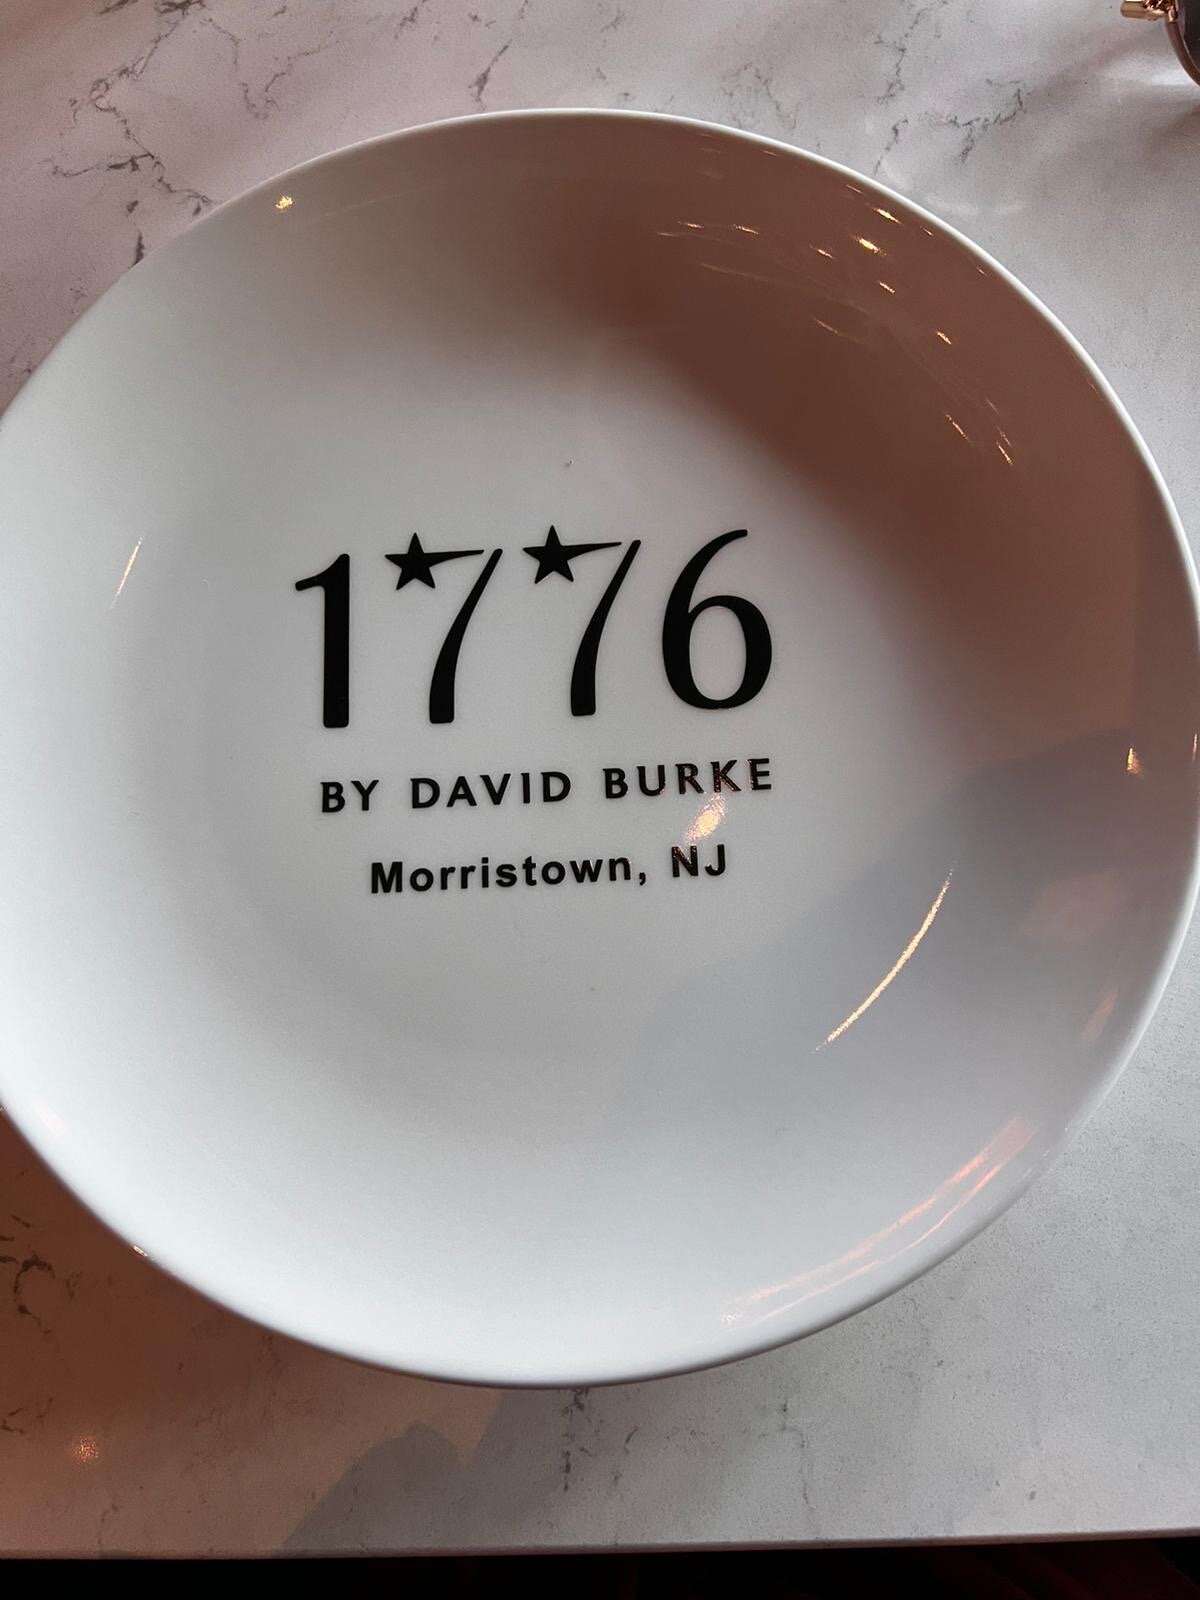 1776
BY DAVID BURKE
Morristown, NJ